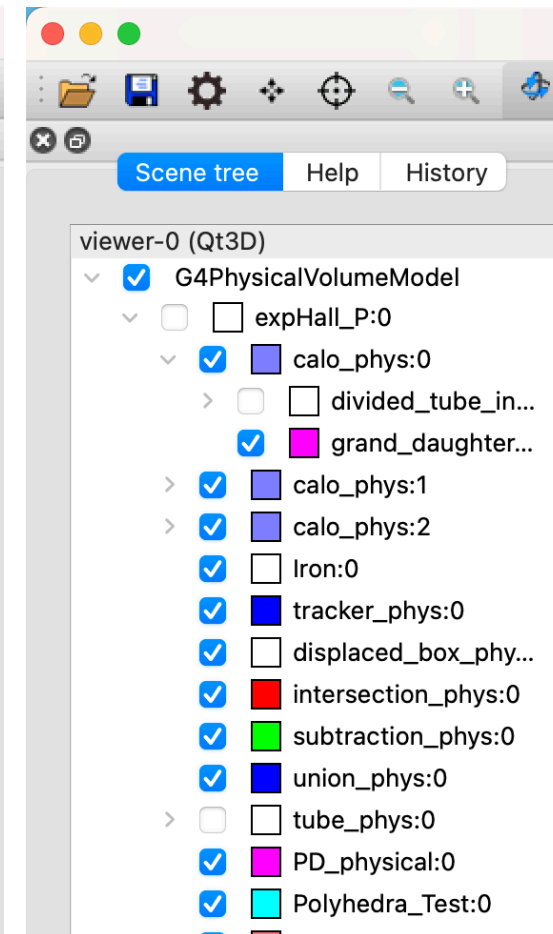 Scene tree Help History
viewer-0 (Qt3D)
G4PhysicalVolumeModel
expHall_P:0
calo_phys:0
divided_tube_in...
grand_daughter...
calo_phys:1
calo_phys:2
Iron:0
tracker_phys:0
displaced_box_phy...
intersection_phys:0
subtraction_phys:0
union_phys:0
tube_phys:0
PD_physical:0
Polyhedra_Test:0